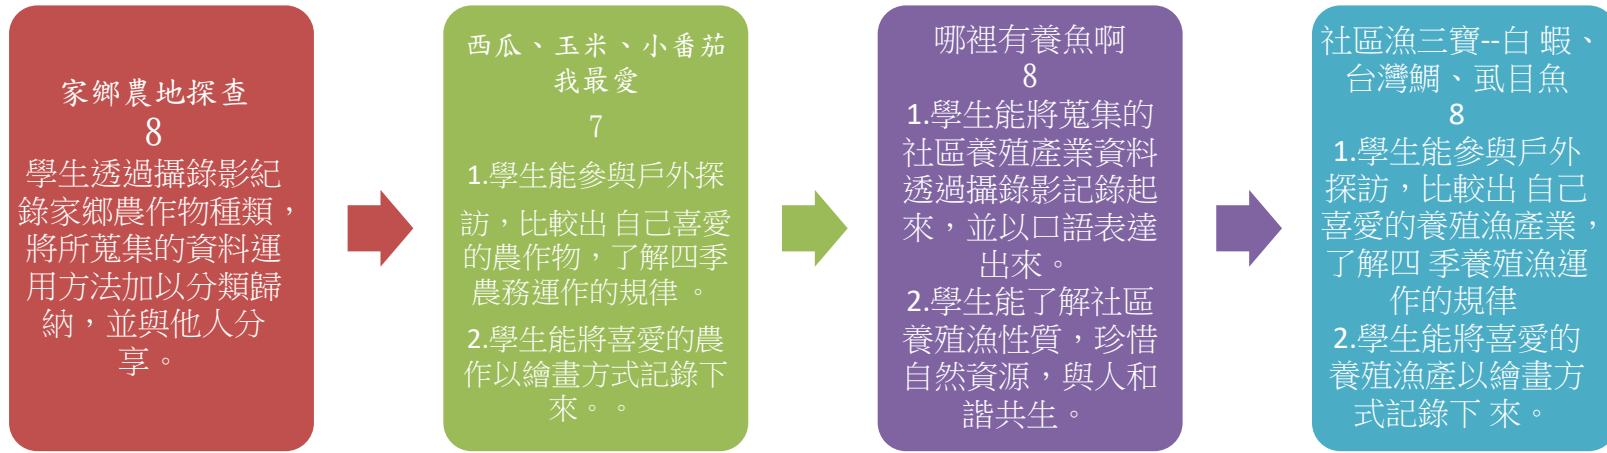 家鄉農地探查
8
學生透過攝錄影紀
錄家鄉農作物種類，
將所蒐集的資料運
用方法加以分類歸
納，並與他人分
享。
西瓜、玉米、小番茄
我最愛
7
1.學生能參與戶外探
訪，比較出 自己喜愛
的農作物，了解四季
農務運作的規律 。
2.學生能將喜愛的農
作以繪畫方式記錄下
來。。
哪裡有養魚啊
8
1.學生能將蒐集的
社區養殖產業資料
透過攝錄影記錄起
來，並以口語表達
出來。
2.學生能了解社區
養殖漁性質，珍惜
自然資源，與人和
諧共生。
社區漁三寶--白 蝦、
台灣鯛、虱目魚
8
1.學生能參與戶外
探訪，比較出 自己
喜愛的養殖漁產業，
了解四 季養殖漁運
作的規律
2.學生能將喜愛的
養殖漁產以繪畫方
式記錄下 來。